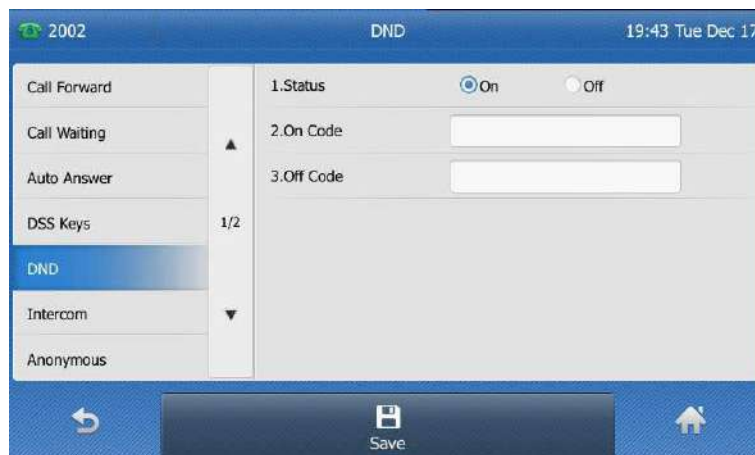 2002 DND 19:43 Tue Dec 17
Call Forward
Call Waiting
Auto Answer
DSS Keys
DND
Intercom
Anonymous
1/2
1.Status On Off
2.On Code
3.Off Code
Save